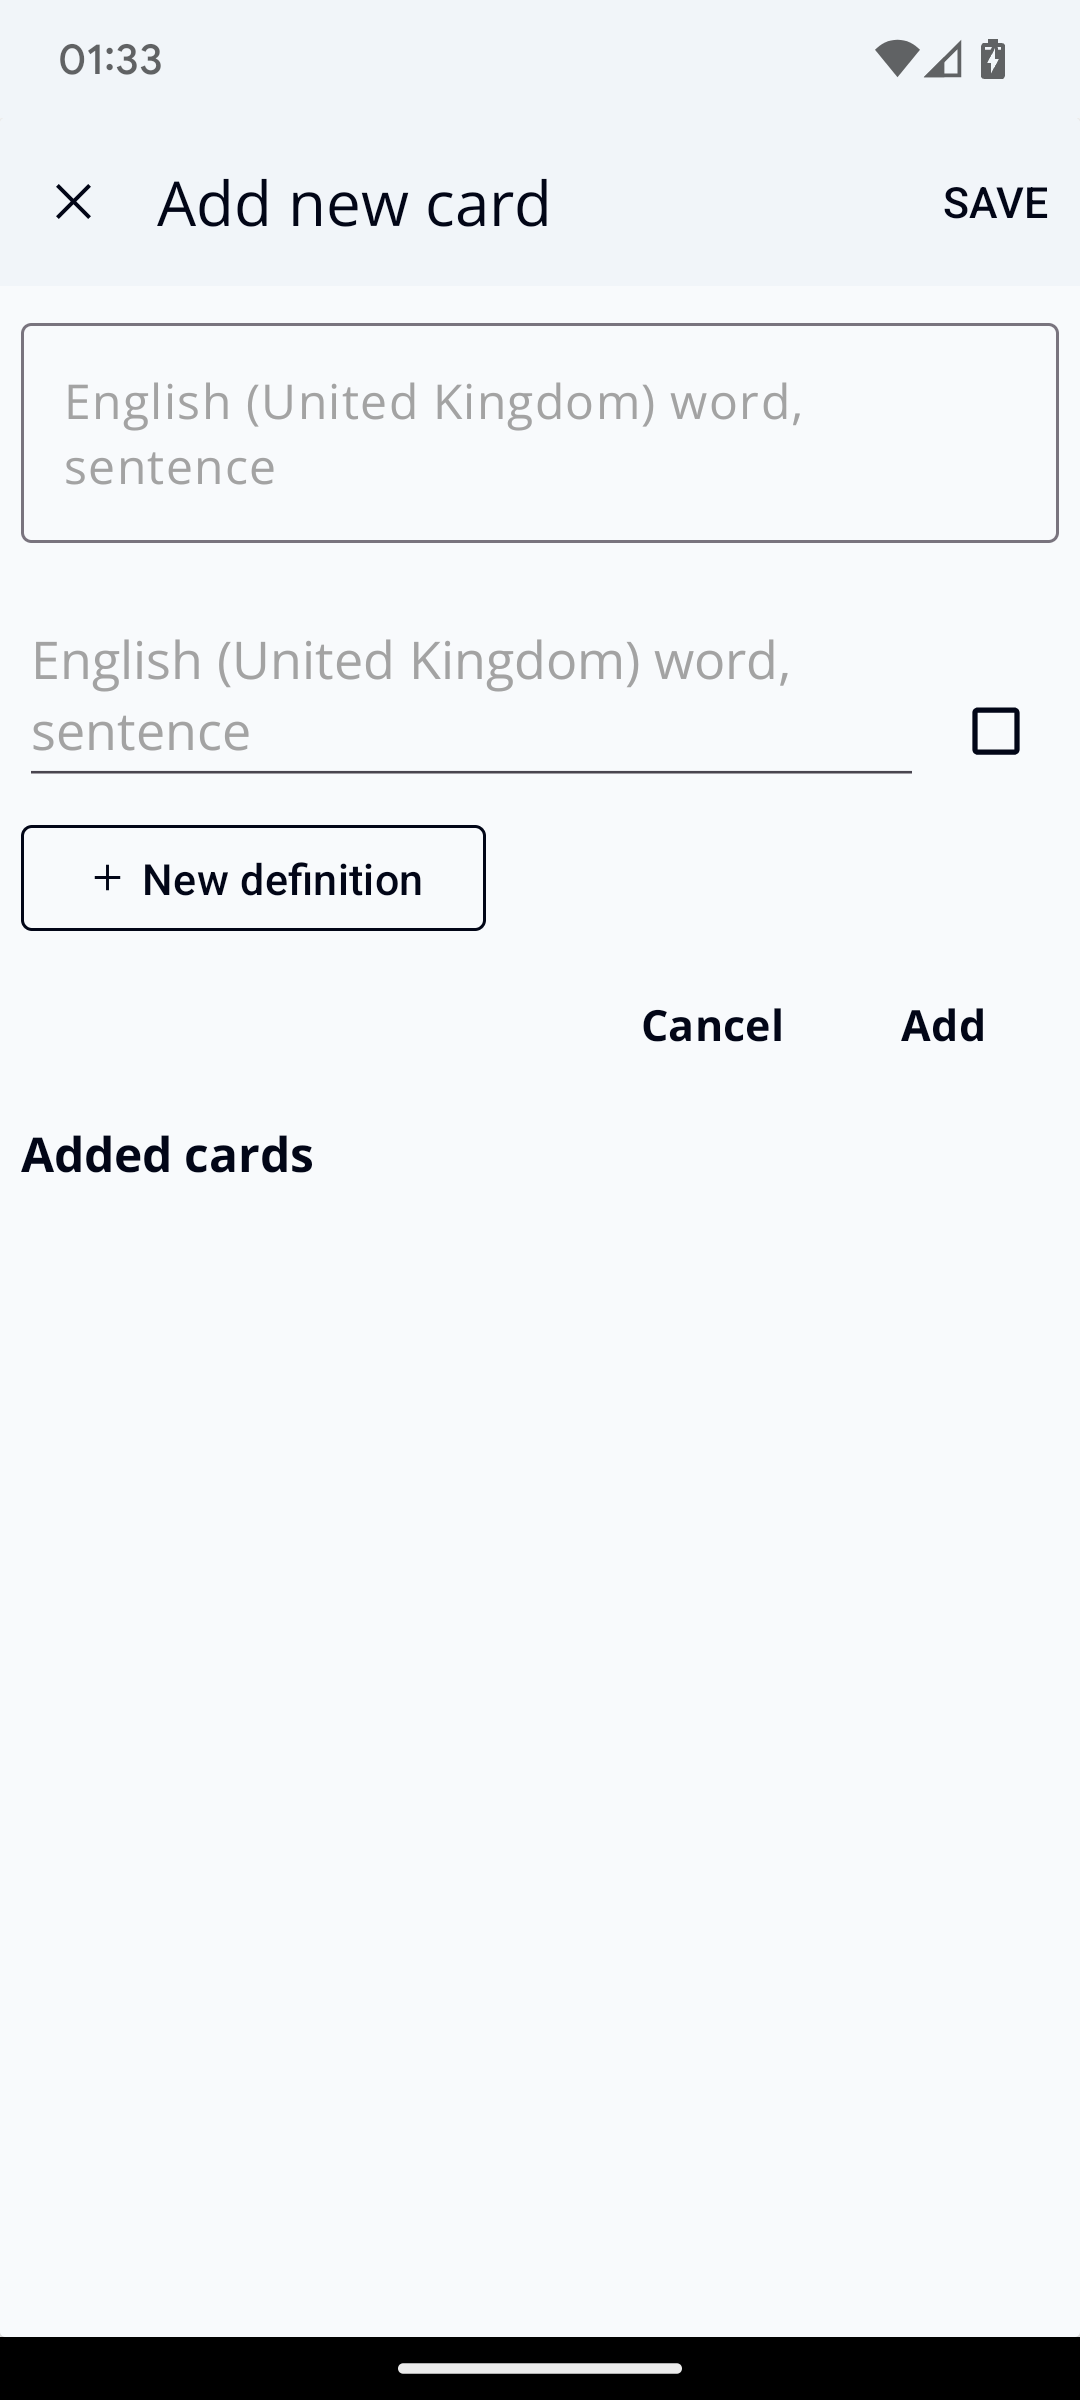 01:33
Add new card
SAVE
English (United Kingdom) word,
sentence
English (United Kingdom) word,
sentence
+ New definition
Cancel
Add
Added cards